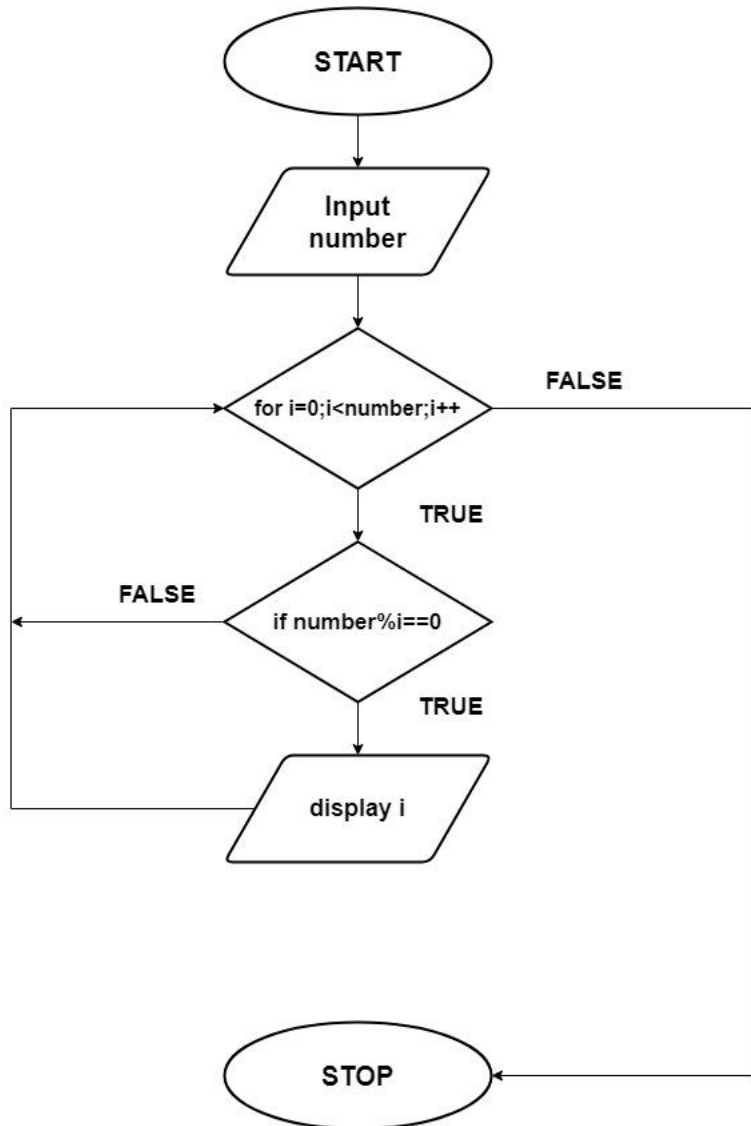 START
Input
number
for i=0;i<number;i++
FALSE
TRUE
FALSE
if number%i==0
TRUE
display i
STOP